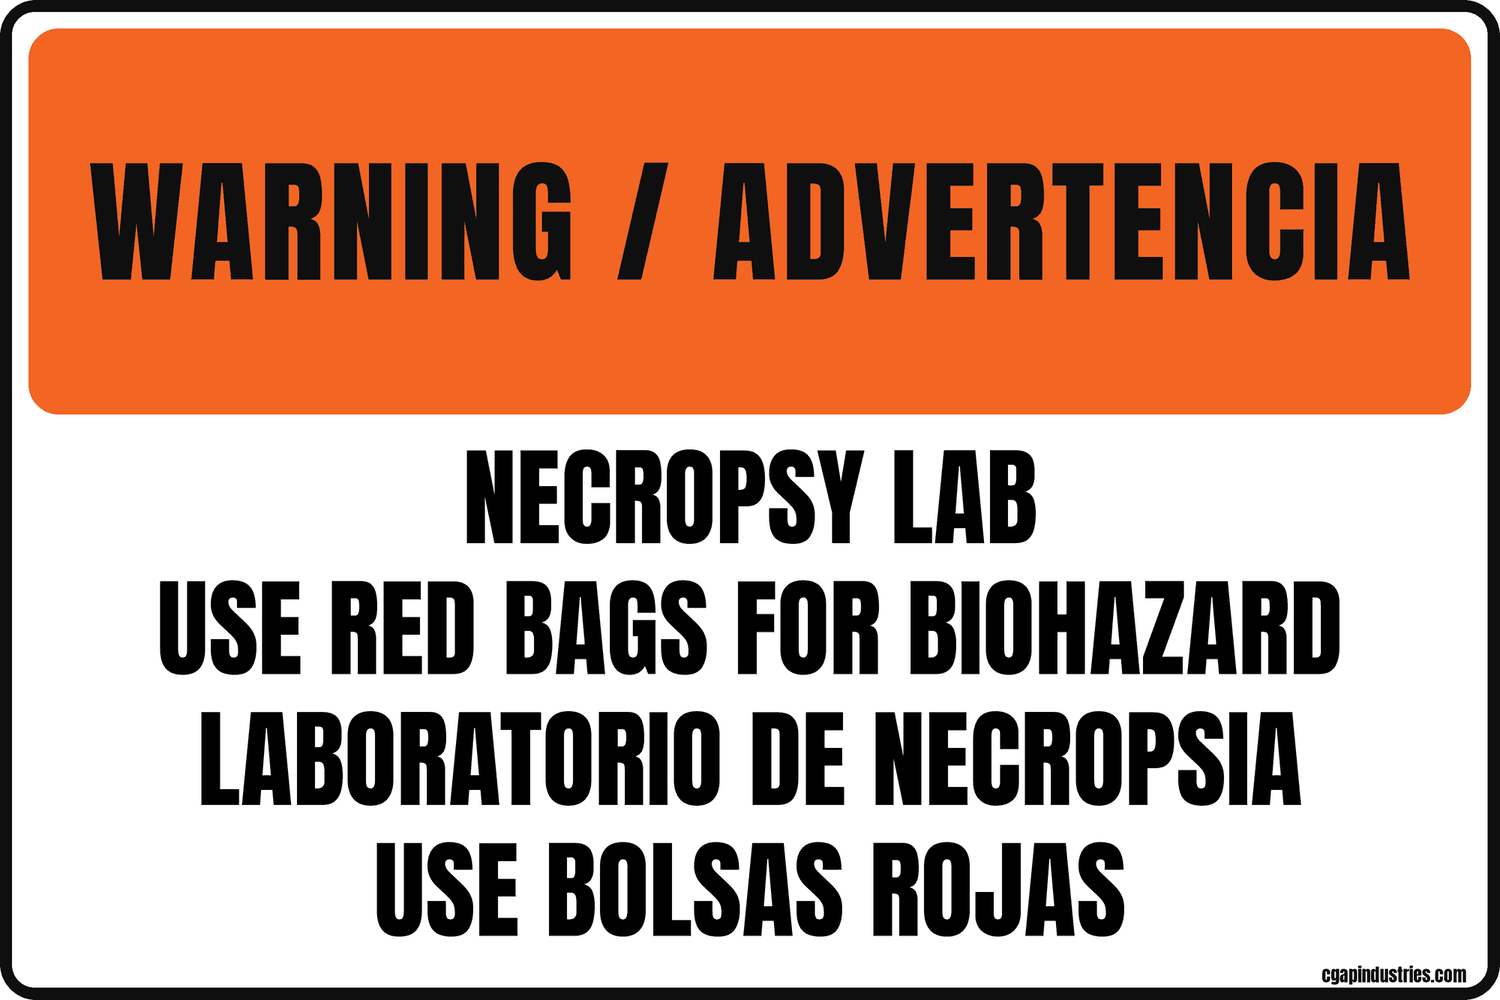 WARNING / ADVERTENCIA
NECROPSY LAB
USE RED BAGS FOR BIOHAZARD
LABORATORIO DE NECROPSIA
USE BOLSAS ROJAS
cgapindustries.com